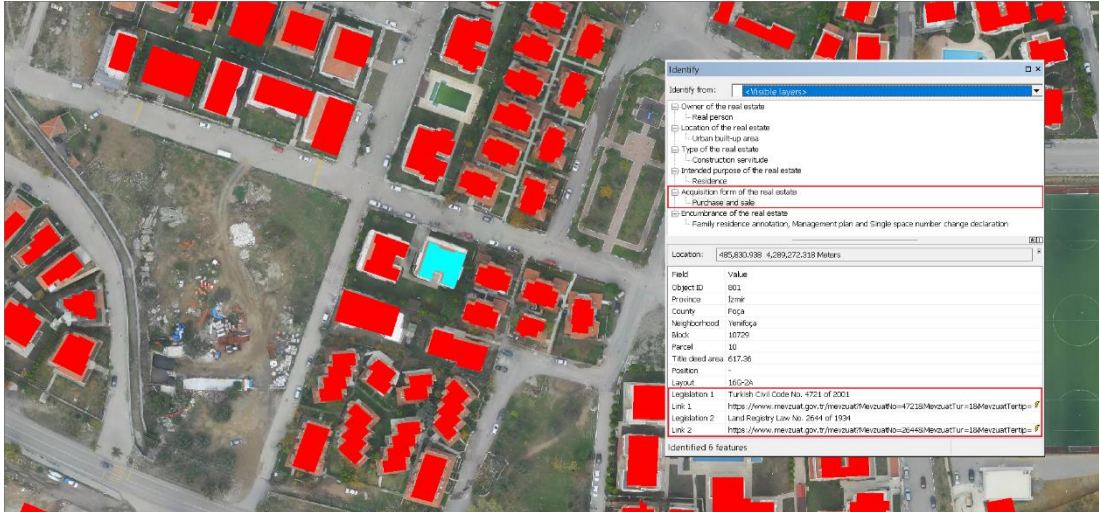 Identify
Identify from: <Visible layers>
Owner of the real estate
Real person
Location of the real estate
Urban built-up area
Type of the real estate
Construction servitude
Intended purpose of the real estate
Residence
Acquisition form of the real estate
Purchase and sale
Encumbrance of the real estate
Family residence annotation, Management plan and Single space number change declaration
Location: 485,830.938 4,289,272.318 Meters
Field Value
Object ID 801
Province İzmir
County Foça
Neighborhood Yenifoça
Block 10729
Parcel 10
Title deed area 617.36
Position -
Layout 16G-2A
Legislation 1 Turkish Civil Code No. 4721 of 2001
Link 1 https://www.mevzuat.gov.tr/mevzuat?MevzuatNo=4721&MevzuatTur=1&MevzuatTertip=
Legislation 2 Land Registry Law No. 2644 of 1934
Link 2 https://www.mevzuat.gov.tr/mevzuat?MevzuatNo=2644&MevzuatTur=1&MevzuatTertip=
Identified 6 features